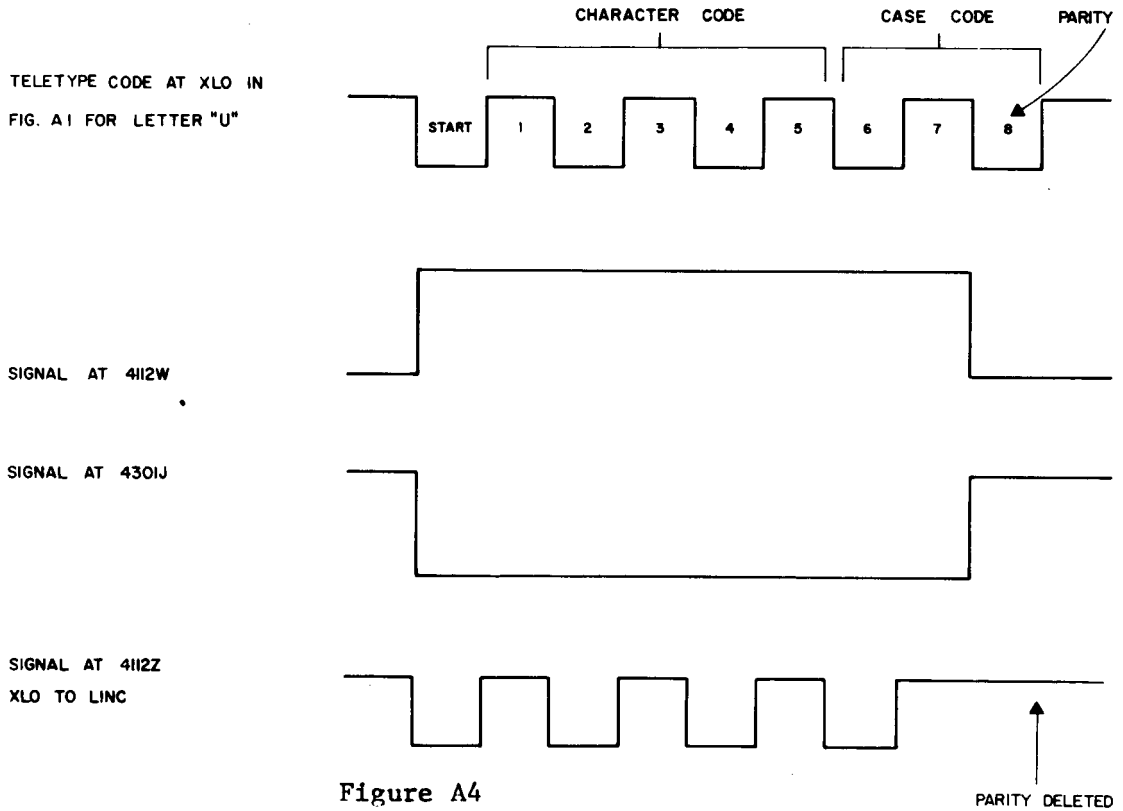 CHARACTER CODE
CASE CODE
PARITY
TELETYPE CODE AT XLO IN
FIG. A1 FOR LETTER "U"
START 1 2 3 4 5 6 7 8
SIGNAL AT 4112W
SIGNAL AT 4301J
SIGNAL AT 4112Z
XLO TO LINC
Figure A4
PARITY DELETED